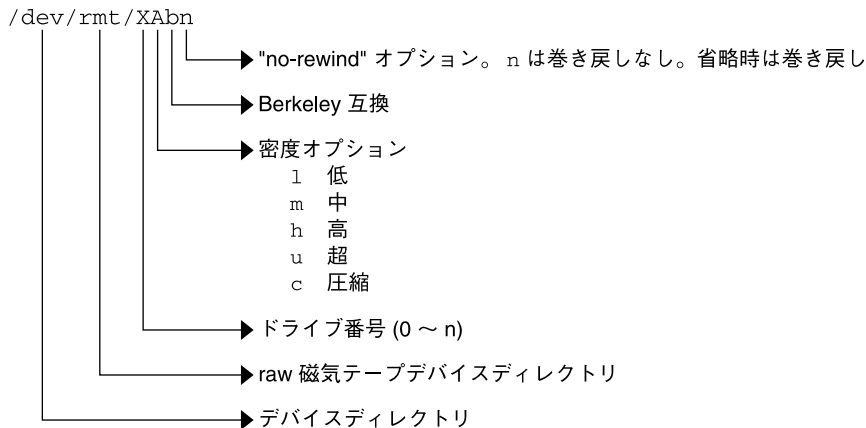 /dev/rmt/XAbn
"no-rewind" オプション。 n は巻き戻しなし。省略時は巻き戻し
Berkeley 互換
密度オプション
l 低
m 中
h 高
u 超
c 圧縮
ドライブ番号 (0 ～ n)
raw 磁気テープデバイスディレクトリ
デバイスディレクトリ